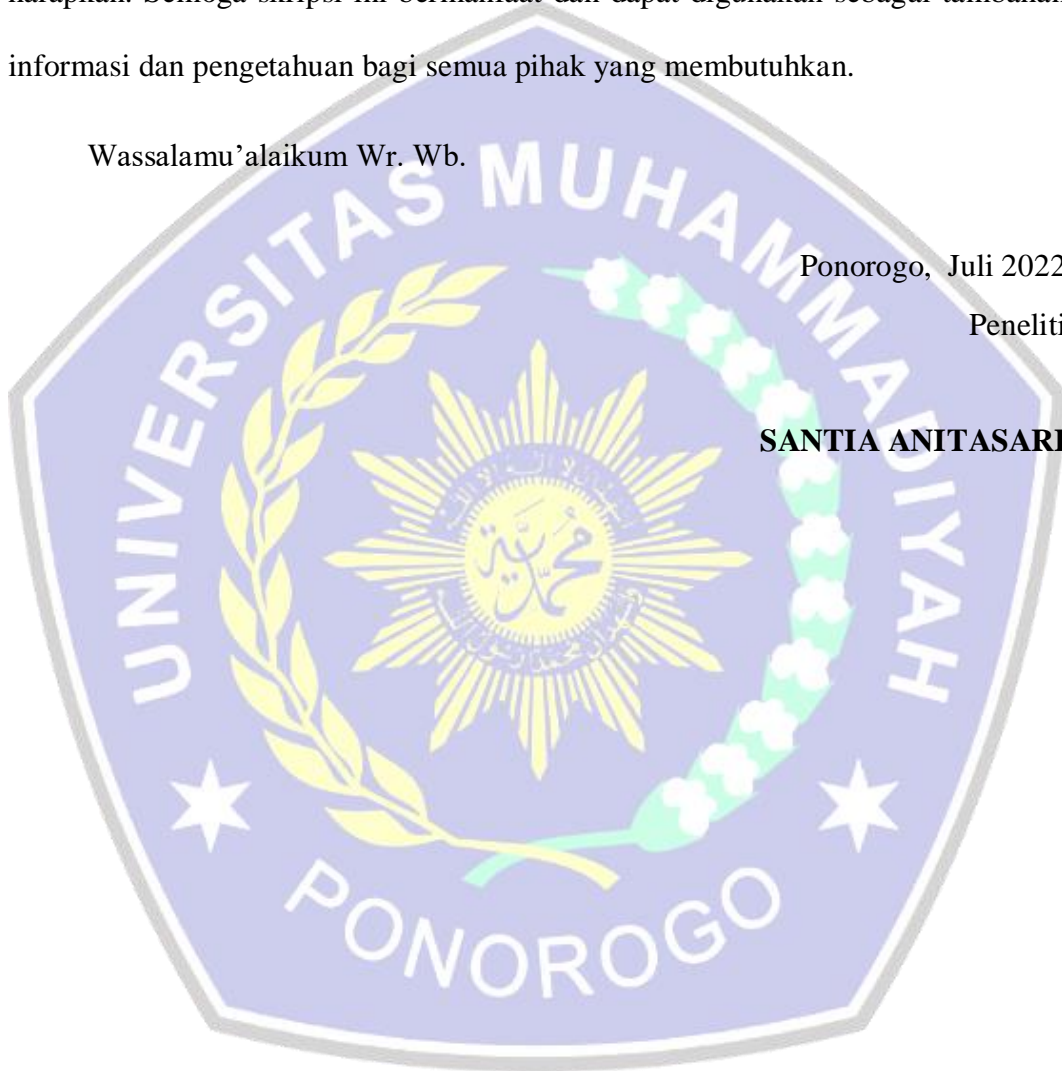 harapkan. Semoga skripsi ini bermanfaat dan dapat digunakan sebagai tambahan
informasi dan pengetahuan bagi semua pihak yang membutuhkan.
Wassalamu’alaikum Wr. Wb.
Ponorogo, Juli 2022
Peneliti
SANTIA ANITASARI
UNIVERSITAS MUHAMMADIYAH
محمدية
PONOROGO